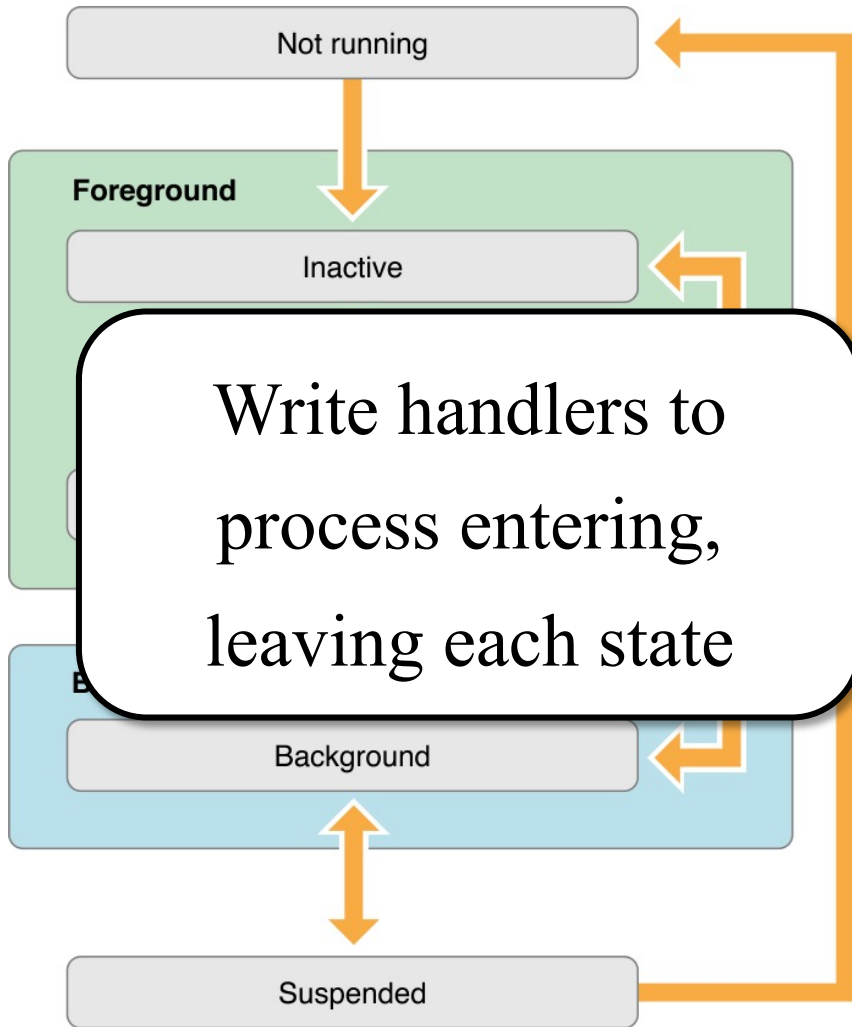 Not running
Foreground
Inactive
Write handlers to
process entering,
leaving each state
Background
Suspended